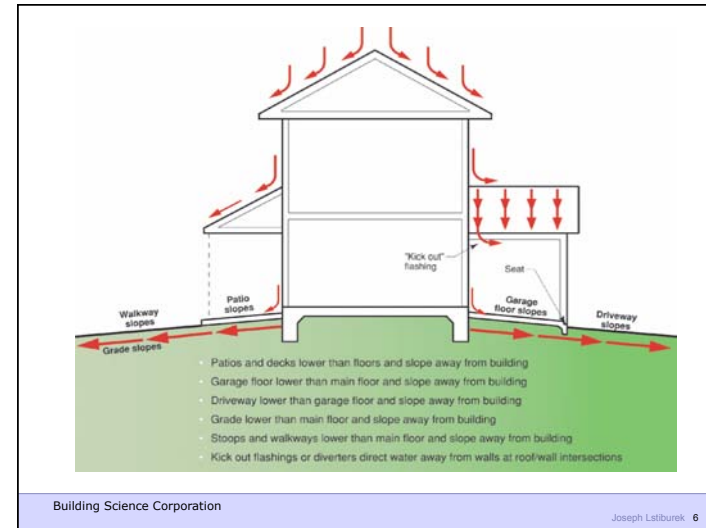 "Kick out"
flashing
Seat
Patio
slopes
Garage
floor slopes
Walkway
slopes
Driveway
slopes
Grade slopes
Patios and decks lower than floors and slope away from building
Garage floor lower than main floor and slope away from building
Driveway lower than garage floor and slope away from building
Grade lower than main floor and slope away from building
Stoops and walkways lower than main floor and slope away from building
Kick out flashings or diverters direct water away from walls at roof/wall intersections
Building Science Corporation
Joseph Lstiburek 6